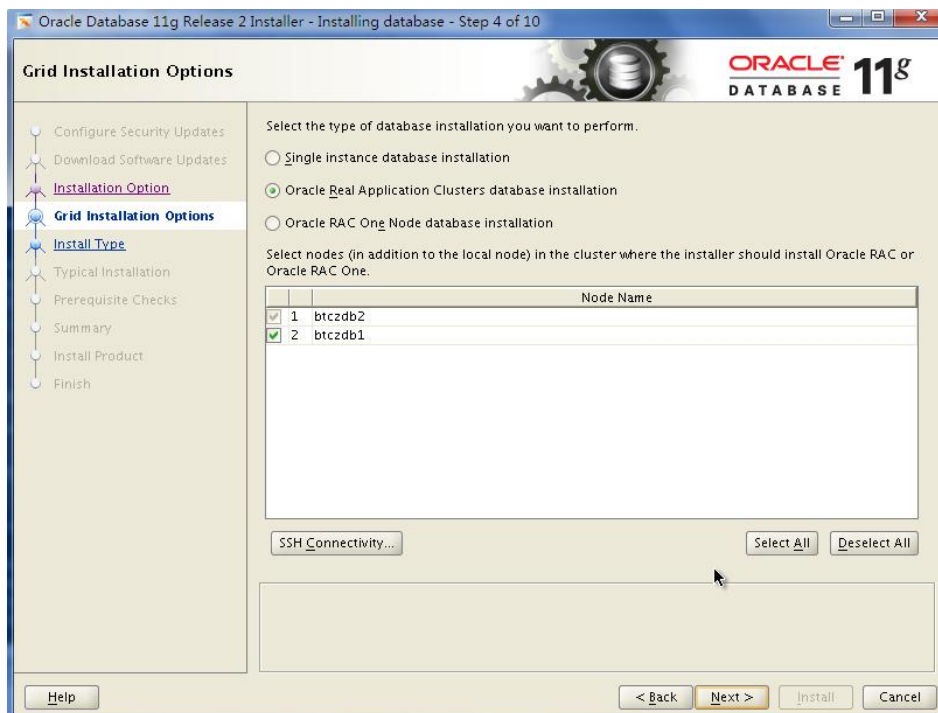 Oracle Database 11g Release 2 Installer - Installing database - Step 4 of 10
Grid Installation Options
ORACLE
DATABASE
11g
Configure Security Updates
Download Software Updates
Installation Option
Grid Installation Options
Install Type
Typical Installation
Prerequisite Checks
Summary
Install Product
Finish
Select the type of database installation you want to perform.
Single instance database installation
Oracle Real Application Clusters database installation
Oracle RAC One Node database installation
Select nodes (in addition to the local node) in the cluster where the installer should install Oracle RAC or
Oracle RAC One.
Node Name
1 btczdb2
2 btczdb1
SSH Connectivity...
Select All
Deselect All
Help
< Back
Next >
Install
Cancel